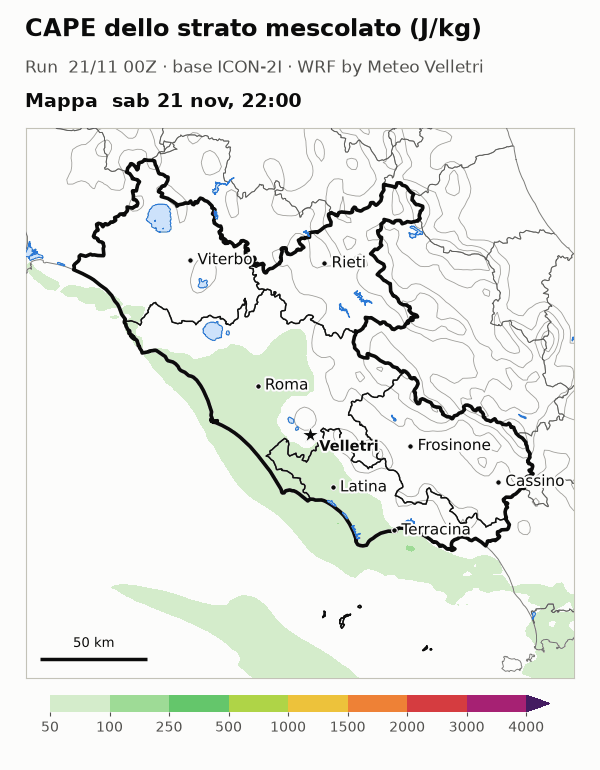 CAPE dello strato mescolato (J/kg)
Run  21/11 00Z · base ICON-2I · WRF by Meteo Velletri
Mappa  sab 21 nov, 22:00
Viterbo
Rieti
Roma
Velletri
Frosinone
Latina
Cassino
Terracina
50 km
50 100 250 500 1000 1500 2000 3000 4000